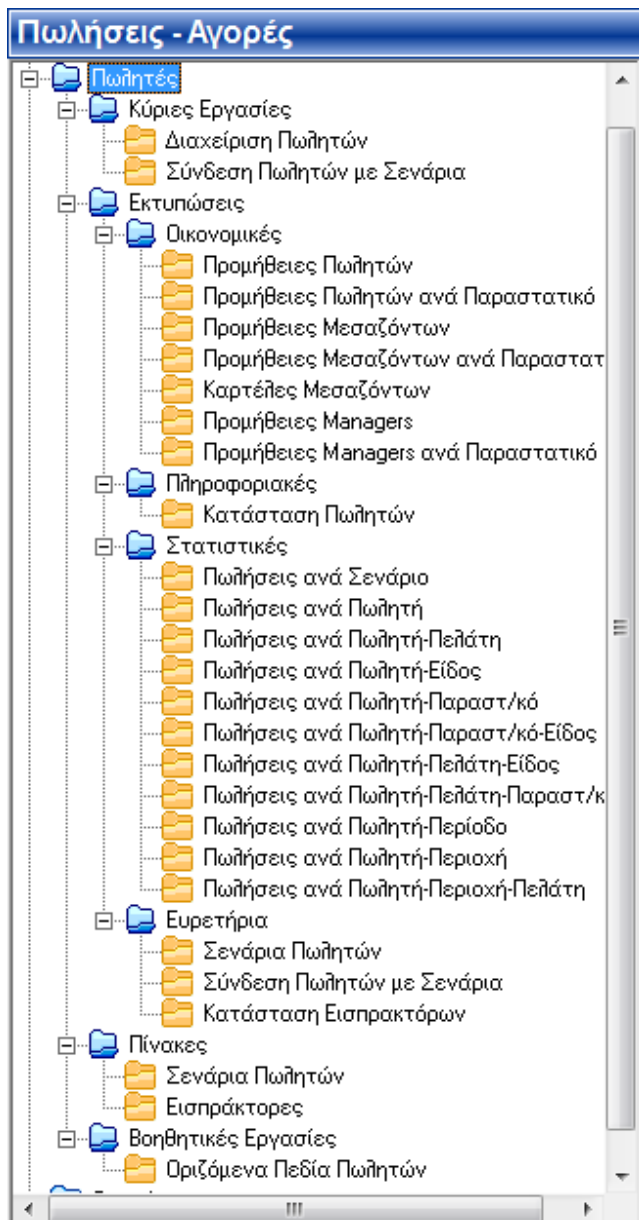 Πωλήσεις - Αγορές
Πωλητές
Κύριες Εργασίες
Διαχείριση Πωλητών
Σύνδεση Πωλητών με Σενάρια
Εκτυπώσεις
Οικονομικές
Προμήθειες Πωλητών
Προμήθειες Πωλητών ανά Παραστατικό
Προμήθειες Μεσαζόντων
Προμήθειες Μεσαζόντων ανά Παραστατ
Καρτέλες Μεσαζόντων
Προμήθειες Managers
Προμήθειες Managers ανά Παραστατικό
Πληροφοριακές
Κατάσταση Πωλητών
Στατιστικές
Πωλήσεις ανά Σενάριο
Πωλήσεις ανά Πωλητή
Πωλήσεις ανά Πωλητή-Πελάτη
Πωλήσεις ανά Πωλητή-Είδος
Πωλήσεις ανά Πωλητή-Παραστ/κό
Πωλήσεις ανά Πωλητή-Παραστ/κό-Είδος
Πωλήσεις ανά Πωλητή-Πελάτη-Είδος
Πωλήσεις ανά Πωλητή-Πελάτη-Παραστ/κ
Πωλήσεις ανά Πωλητή-Περίοδο
Πωλήσεις ανά Πωλητή-Περιοχή
Πωλήσεις ανά Πωλητή-Περιοχή-Πελάτη
Ευρετήρια
Σενάρια Πωλητών
Σύνδεση Πωλητών με Σενάρια
Κατάσταση Εισπρακτόρων
Πίνακες
Σενάρια Πωλητών
Εισπράκτορες
Βοηθητικές Εργασίες
Οριζόμενα Πεδία Πωλητών